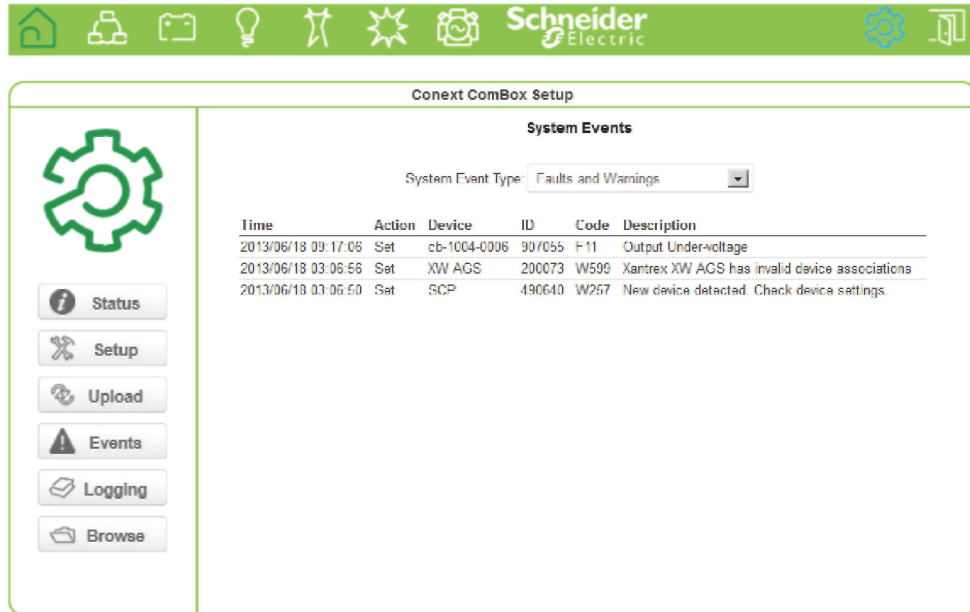 Schneider
Electric
Conext ComBox Setup
System Events
System Event Type: Faults and Warnings
Time Action Device ID Code Description
2013/06/18 09:17:06 Set cb-1004-0006 907055 F11 Output Under-voltage
2013/06/18 03:06:56 Set XW AGS 200073 W599 Xantrex XW AGS has invalid device associations
2013/06/18 03:06:50 Set SCP 490640 W257 New device detected. Check device settings.
Status
Setup
Upload
Events
Logging
Browse